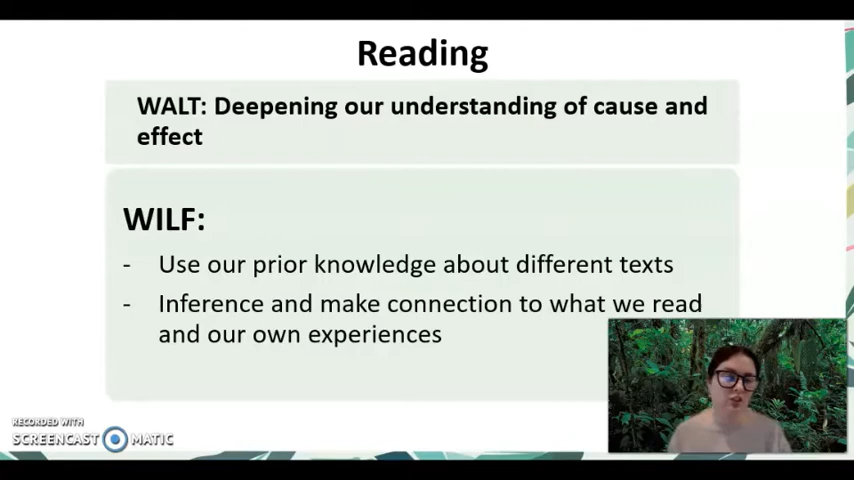 Reading
WALT: Deepening our understanding of cause and
effect
WILF:
- Use our prior knowledge about different texts
- Inference and make connection to what we read
and our own experiences
RECORDED WITH
SCREENCAST MATIC